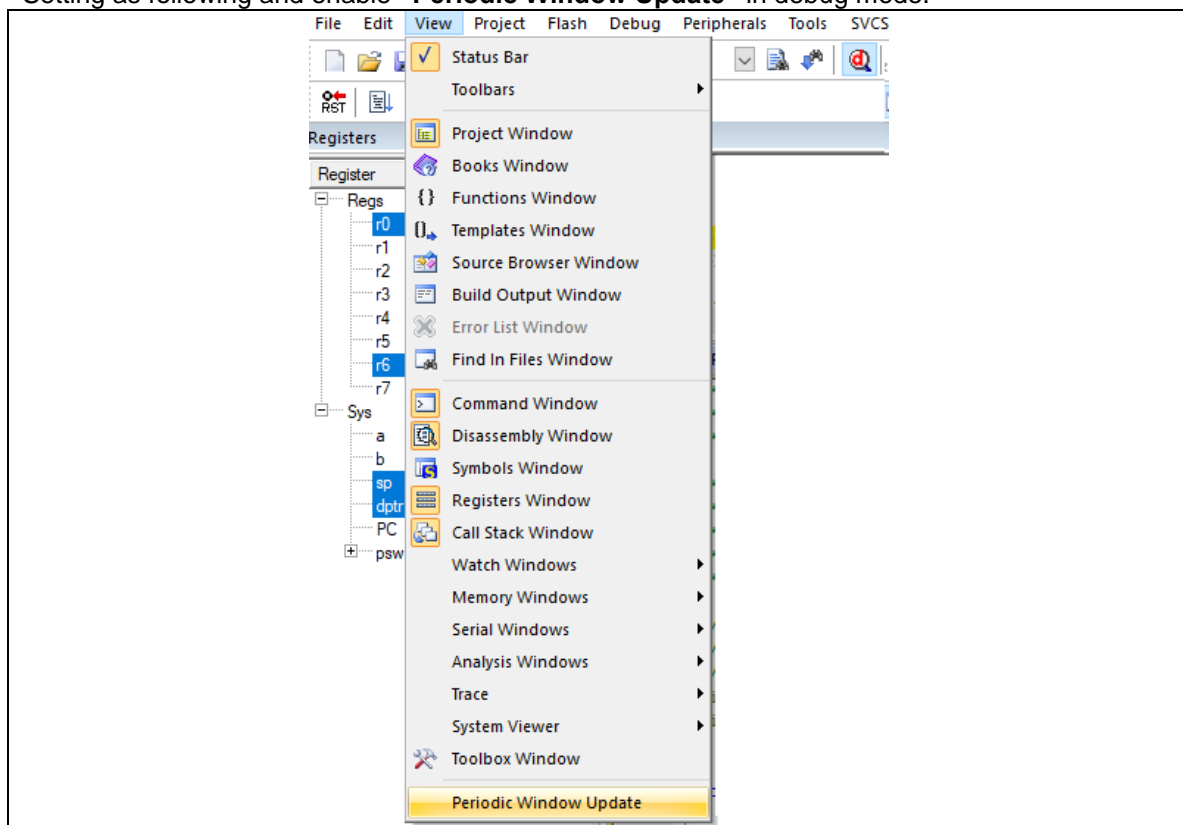 Setting as following and enable "Periodic Window Update" in debug mode.
File Edit View Project Flash Debug Peripherals Tools SVCS
Status Bar
Toolbars
RST
Registers
Project Window
Books Window
Register
Regs
Functions Window
r0
Templates Window
r1
r2
Source Browser Window
r3
Build Output Window
r4
Error List Window
r5
r6
Find In Files Window
r7
Sys
Command Window
a
Disassembly Window
b
Symbols Window
sp
dptr
Registers Window
PC
Call Stack Window
psw
Watch Windows
Memory Windows
Serial Windows
Analysis Windows
Trace
System Viewer
Toolbox Window
Periodic Window Update